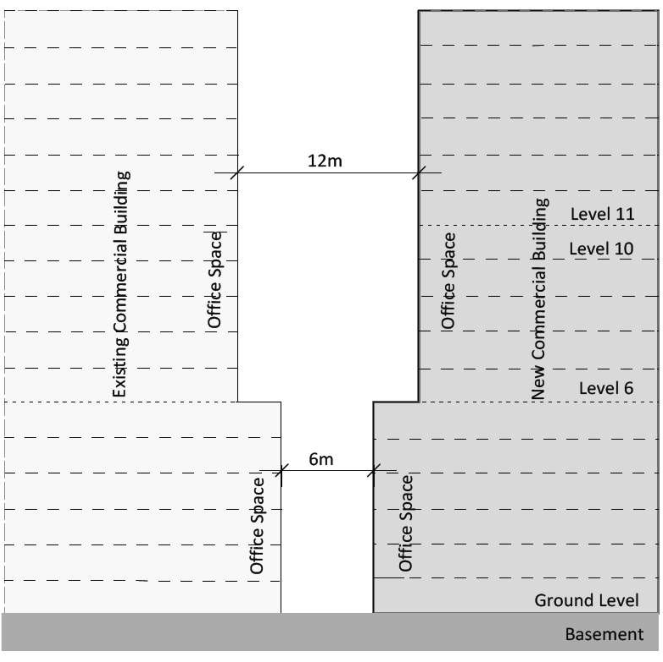 12m
Level 11
Existing Commercial Building
Office Space
Office Space
New Commercial Building
Level 10
Level 6
6m
Office Space
Office Space
Ground Level
Basement